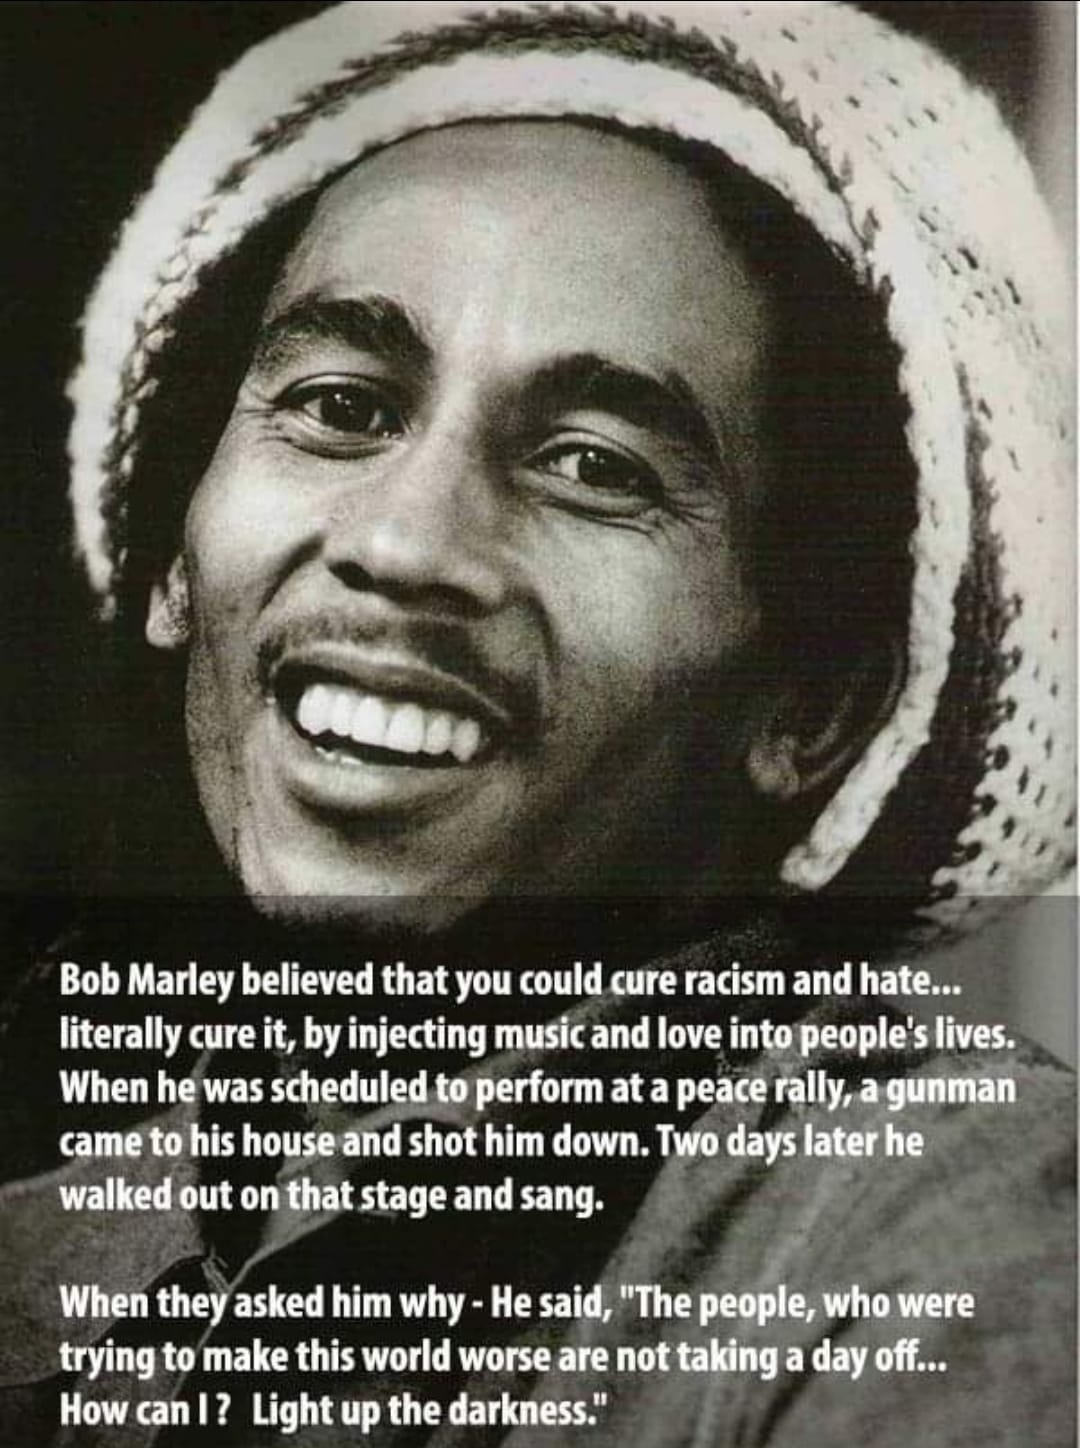 Bob Marley believed that you could cure racism and hate...
literally cure it, by injecting music and love into people's lives.
When he was scheduled to perform at a peace rally, a gunman
came to his house and shot him down. Two days later he
walked out on that stage and sang.
When they asked him why - He said, "The people, who were
trying to make this world worse are not taking a day off...
How can I ? Light up the darkness."